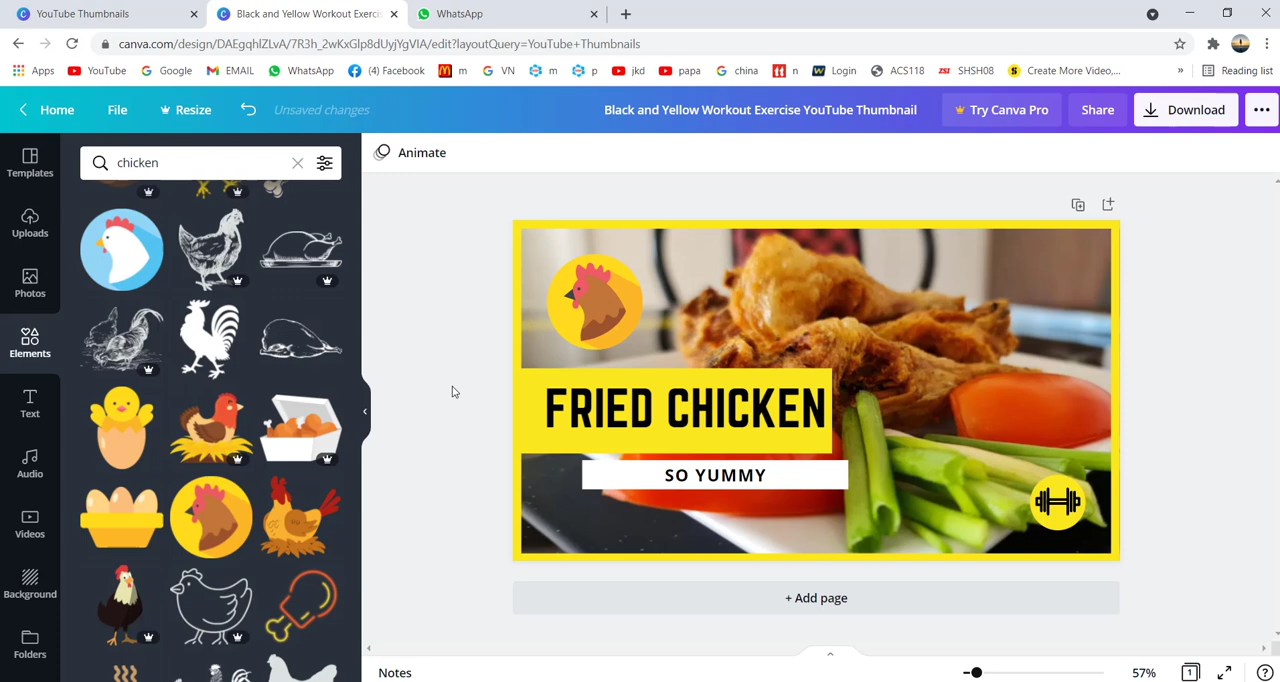 YouTube Thumbnails
Black and Yellow Workout Exercis
WhatsApp
canva.com/design/DAEgqhlZLvA/7R3h_2wKxGlp8dUyjYgVIA/edit?layoutQuery=YouTube+Thumbnails
Apps YouTube Google EMAIL WhatsApp (4) Facebook m VN m p jkd papa china n Login ACS118 SHSH08 Create More Video,... » Reading list
Home File Resize Unsaved changes Black and Yellow Workout Exercise YouTube Thumbnail Try Canva Pro Share Download
Templates
Uploads
Photos
Elements
Text
Audio
Videos
Background
Folders
chicken
Animate
FRIED CHICKEN
SO YUMMY
+ Add page
Notes
57%
1